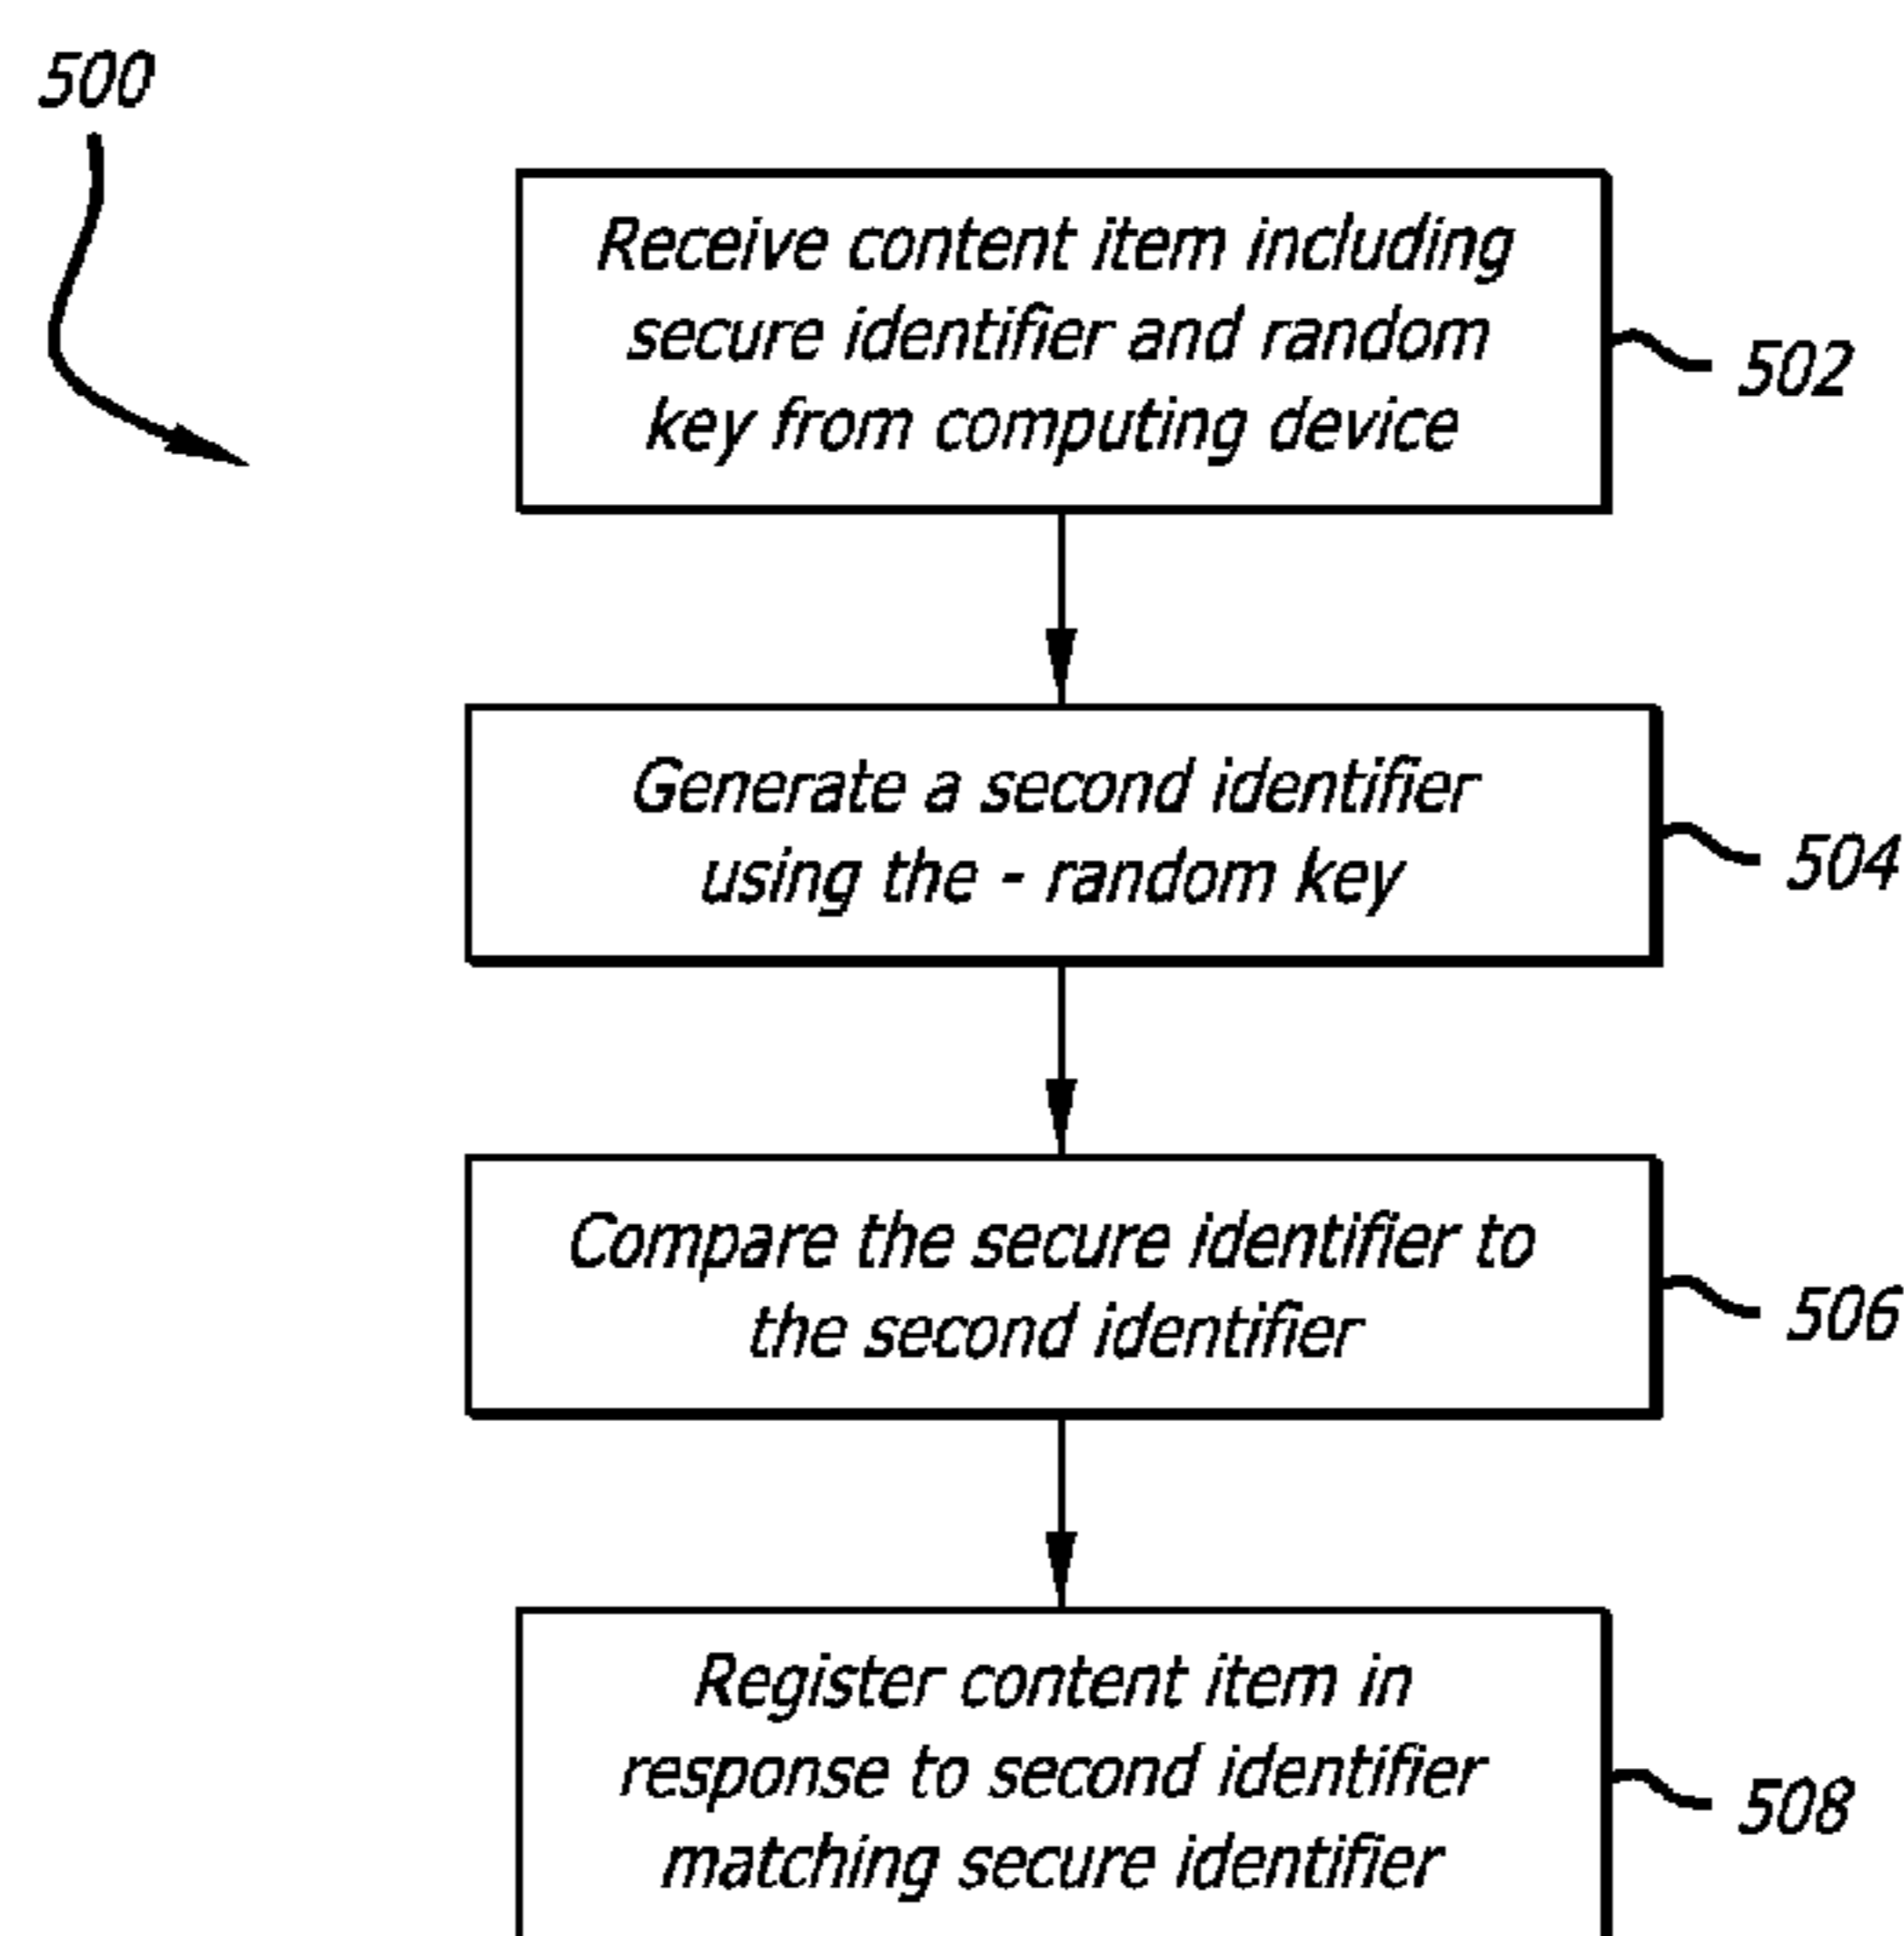 500
Receive content item including
secure identifier and random
key from computing device
502
Generate a second identifier
using the - random key
504
Compare the secure identifier to
the second identifier
506
Register content item in
response to second identifier
matching secure identifier
508